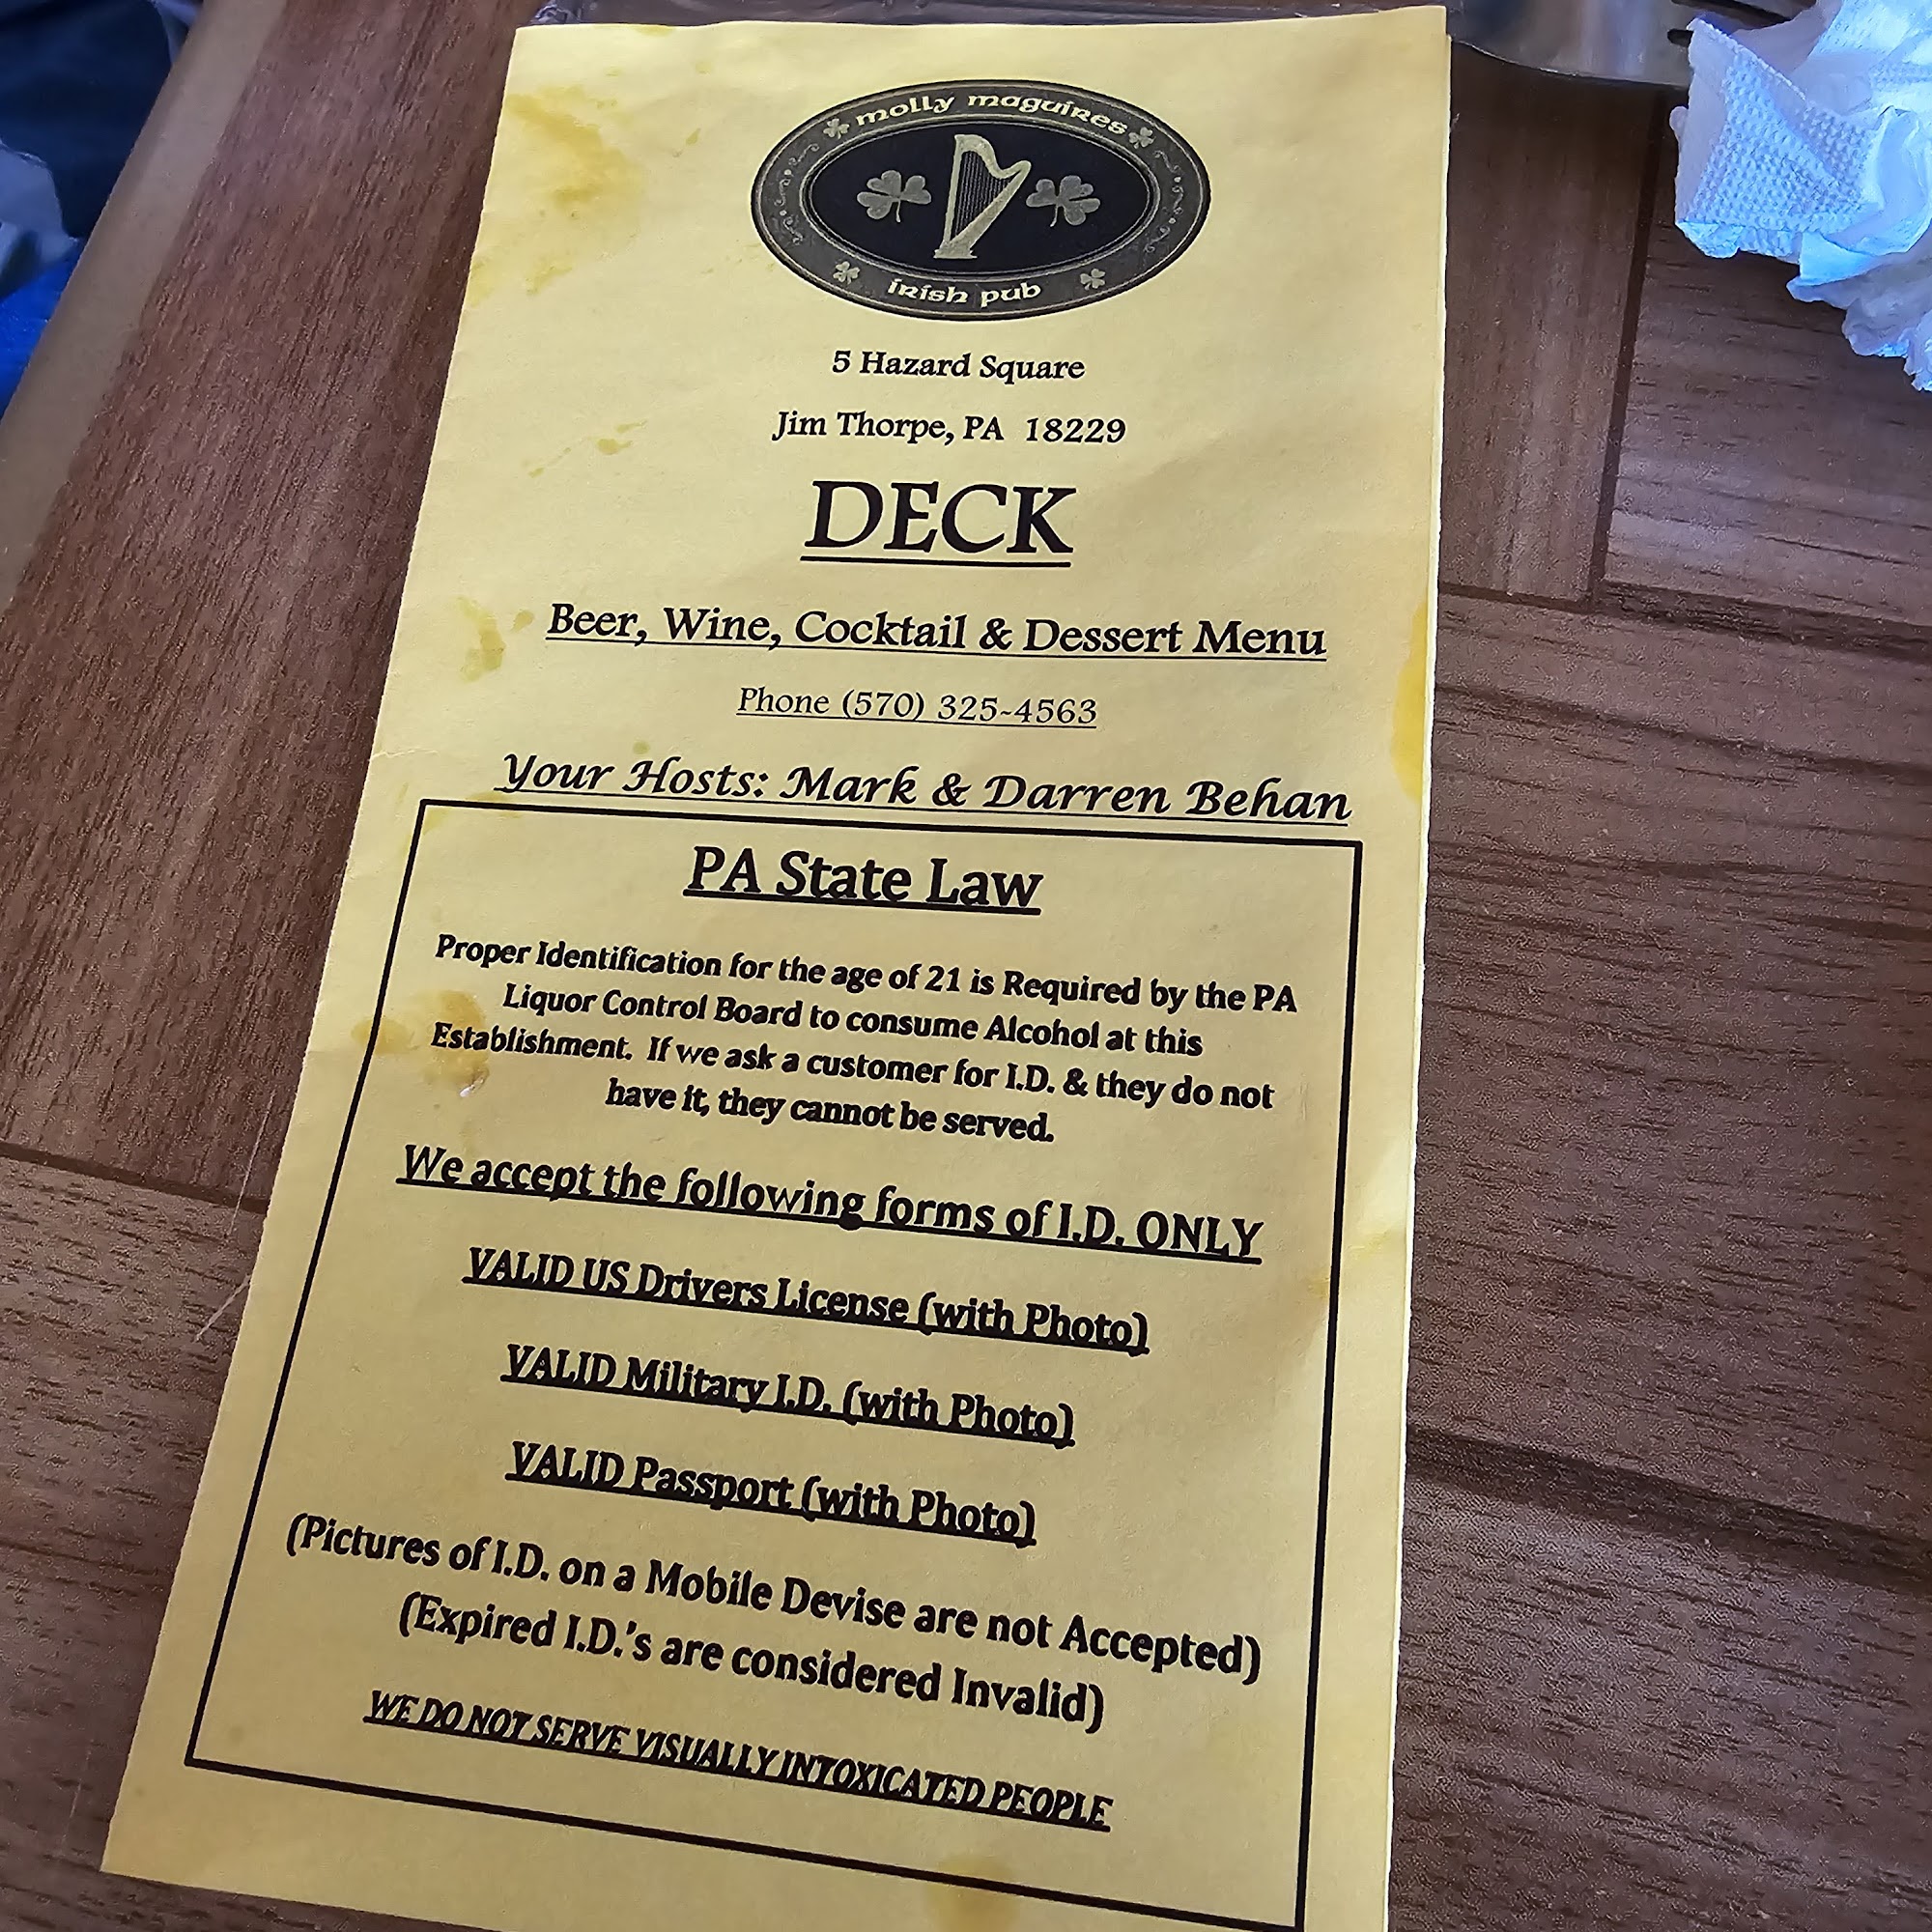 molly maguires
irish pub
5 Hazard Square
Jim Thorpe, PA 18229
DECK
Beer, Wine, Cocktail & Dessert Menu
Phone (570) 325-4563
Your Hosts: Mark & Darren Behan
PA State Law
Proper Identification for the age of 21 is Required by the PA
Liquor Control Board to consume Alcohol at this
Establishment. If we ask a customer for I.D. & they do not
have it, they cannot be served.
We accept the following forms of I.D. ONLY
VALID US Drivers License (with Photo)
VALID Military I.D. (with Photo)
VALID Passport (with Photo)
(Pictures of I.D. on a Mobile Devise are not Accepted)
(Expired I.D.'s are considered Invalid)
WE DO NOT SERVE VISUALLY INTOXICATED PEOPLE